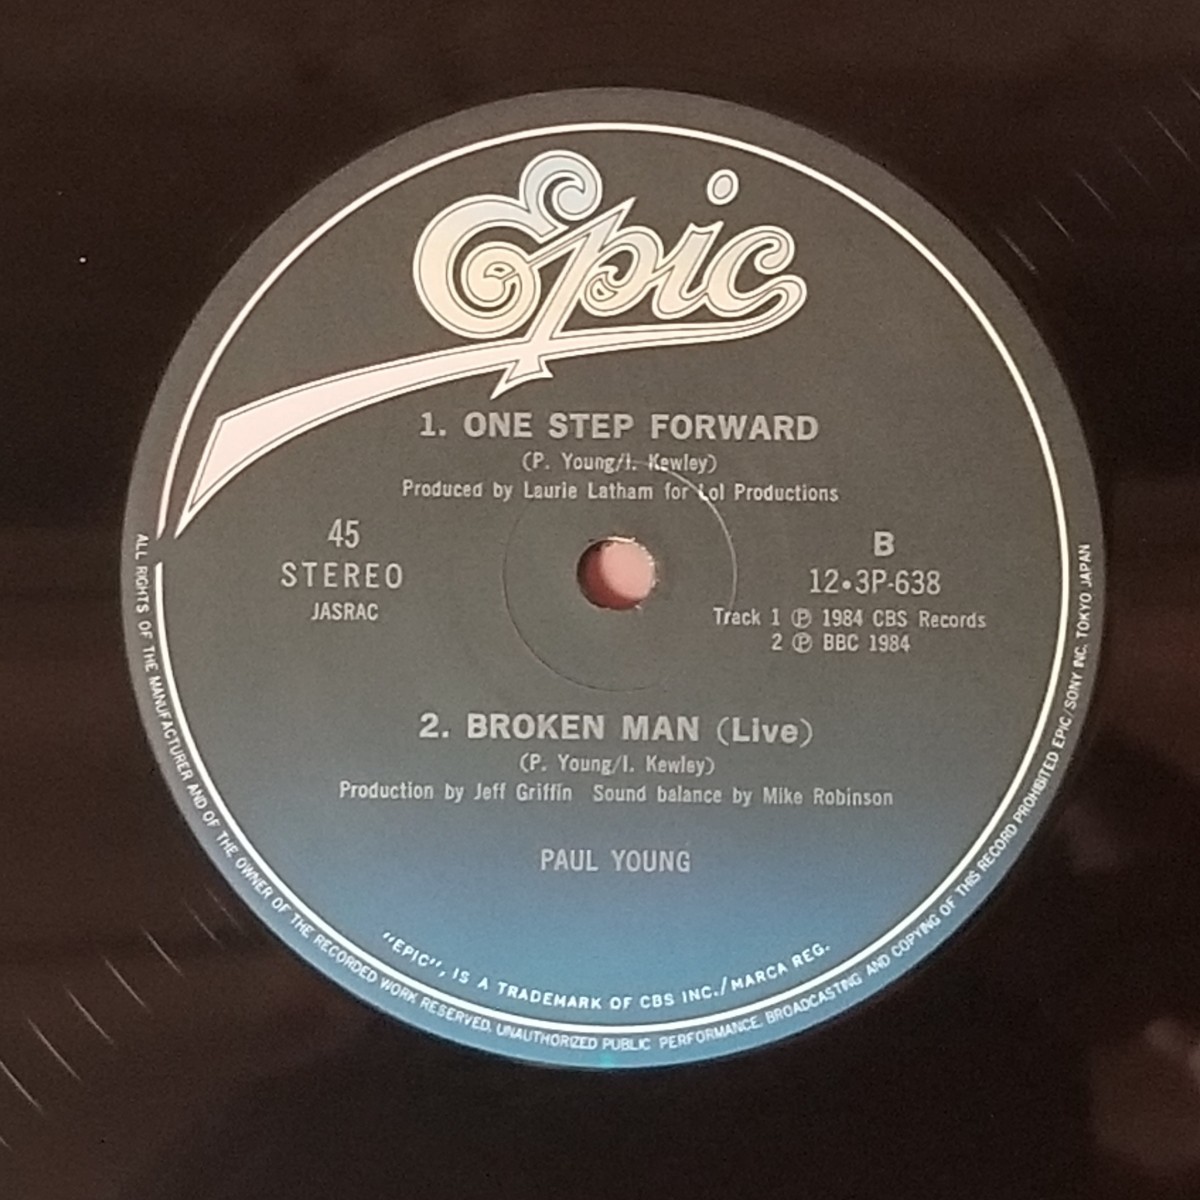 Epic
1. ONE STEP FORWARD
(P. Young/I. Kewley)
Produced by Laurie Latham for Lol Productions
45
STEREO
JASRAC
B
12•3P-638
Track 1 Ⓟ 1984 CBS Records
2 Ⓟ BBC 1984
2. BROKEN MAN (Live)
(P. Young/I. Kewley)
Production by Jeff Griffin Sound balance by Mike Robinson
PAUL YOUNG
"EPIC", IS A TRADEMARK OF CBS INC./MARCA REG.
ALL RIGHTS OF THE MANUFACTURER AND OF THE OWNER OF THE RECORDED WORK RESERVED. UNAUTHORIZED PUBLIC PERFORMANCE. BROADCASTING AND COPYING OF THIS RECORD PROHIBITED EPIC/SONY INC. TOKYO JAPAN